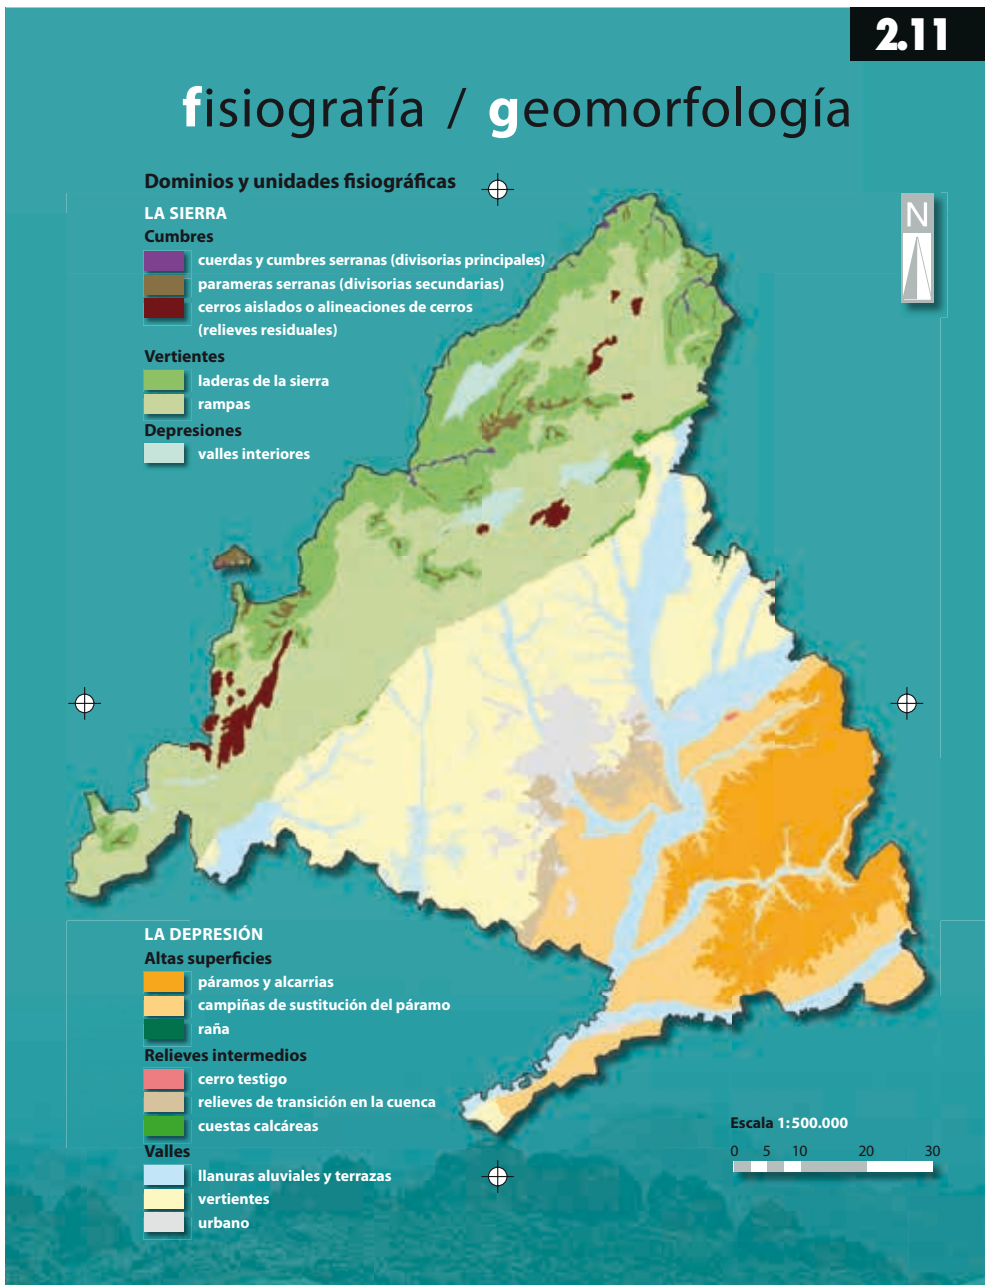 2.11
fisiografía / geomorfología
Dominios y unidades fisiográficas
LA SIERRA
Cumbres
cuerdas y cumbres serranas (divisorias principales)
parameras serranas (divisorias secundarias)
cerros aislados o alineaciones de cerros
(relieves residuales)
Vertientes
laderas de la sierra
rampas
Depresiones
valles interiores
N
LA DEPRESIÓN
Altas superficies
páramos y alcarrias
campiñas de sustitución del páramo
raña
Relieves intermedios
cerro testigo
relieves de transición en la cuenca
cuestas calcáreas
Valles
llanuras aluviales y terrazas
vertientes
urbano
Escala 1:500.000
0 5 10 20 30